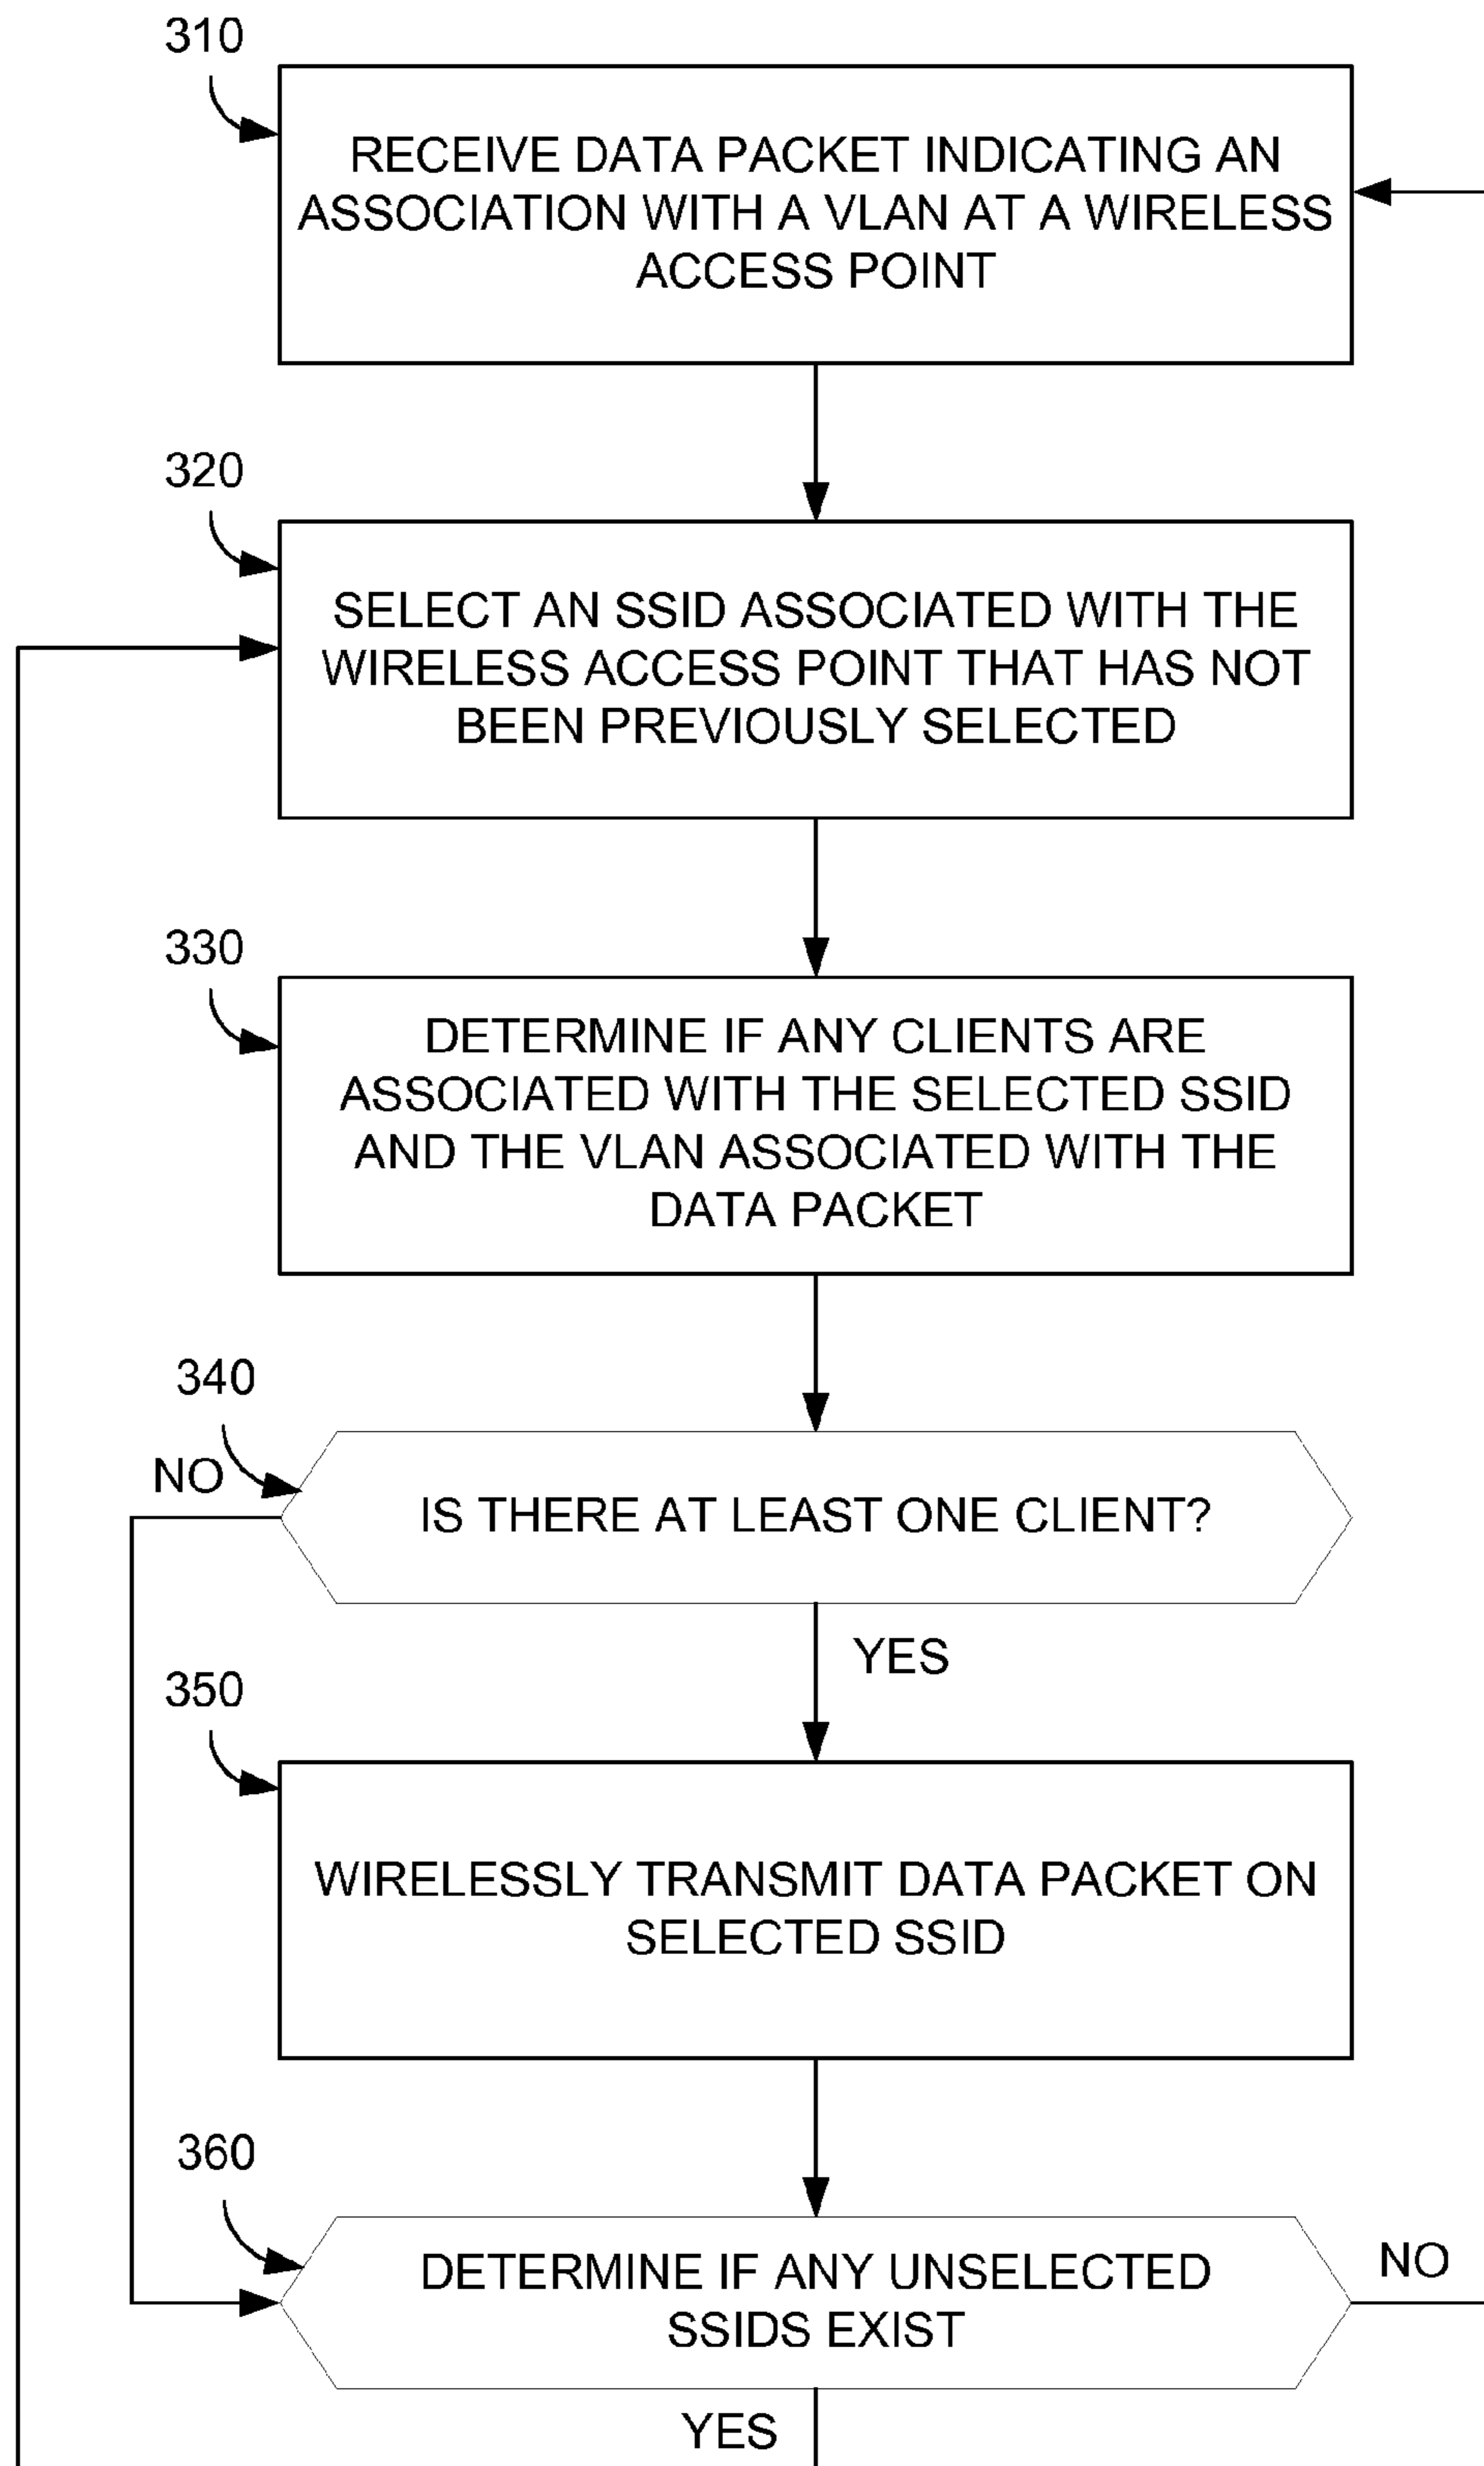 310
RECEIVE DATA PACKET INDICATING AN
ASSOCIATION WITH A VLAN AT A WIRELESS
ACCESS POINT
320
SELECT AN SSID ASSOCIATED WITH THE
WIRELESS ACCESS POINT THAT HAS NOT
BEEN PREVIOUSLY SELECTED
330
DETERMINE IF ANY CLIENTS ARE
ASSOCIATED WITH THE SELECTED SSID
AND THE VLAN ASSOCIATED WITH THE
DATA PACKET
340
NO
IS THERE AT LEAST ONE CLIENT?
YES
350
WIRELESSLY TRANSMIT DATA PACKET ON
SELECTED SSID
360
DETERMINE IF ANY UNSELECTED
SSIDS EXIST
NO
YES